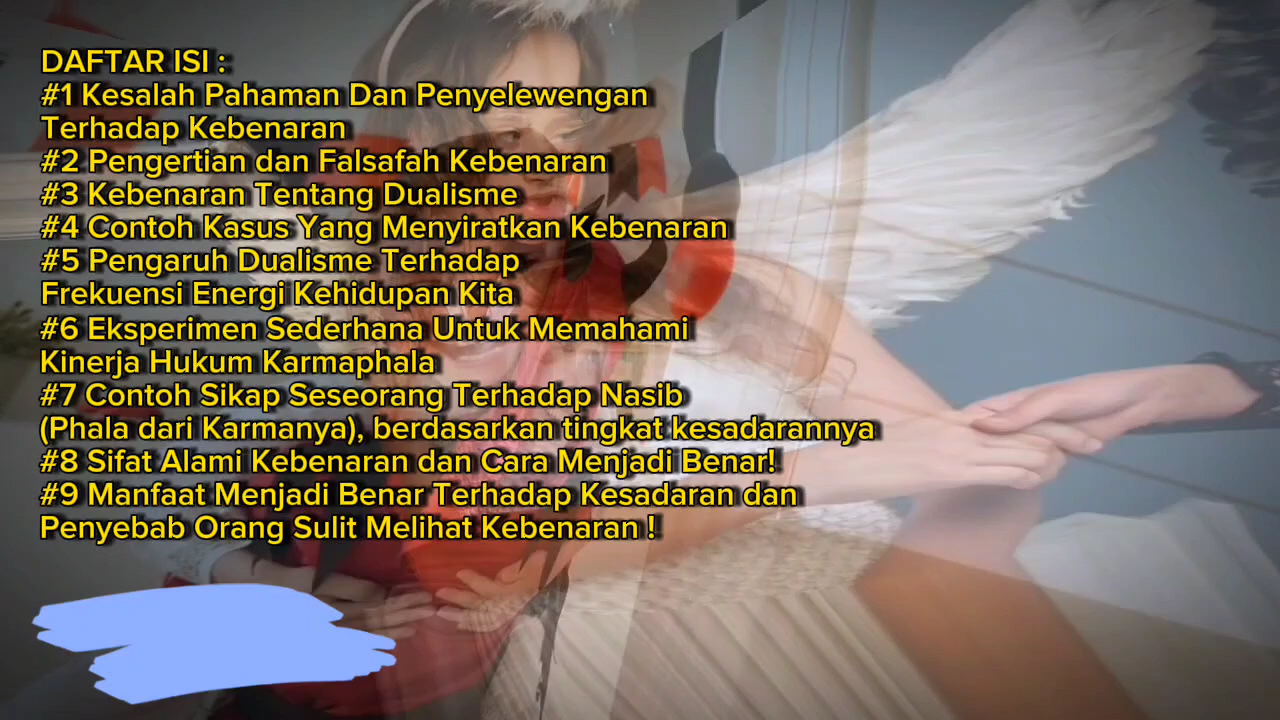 DAFTAR ISI :
#1 Kesalah Pahaman Dan Penyelewengan
Terhadap Kebenaran
#2 Pengertian dan Falsafah Kebenaran
#3 Kebenaran Tentang Dualisme
#4 Contoh Kasus Yang Menyiratkan Kebenaran
#5 Pengaruh Dualisme Terhadap
Frekuensi Energi Kehidupan Kita
#6 Eksperimen Sederhana Untuk Memahami
Kinerja Hukum Karmaphala
#7 Contoh Sikap Seseorang Terhadap Nasib
(Phala dari Karmanya), berdasarkan tingkat kesadarannya
#8 Sifat Alami Kebenaran dan Cara Menjadi Benar!
#9 Manfaat Menjadi Benar Terhadap Kesadaran dan
Penyebab Orang Sulit Melihat Kebenaran !